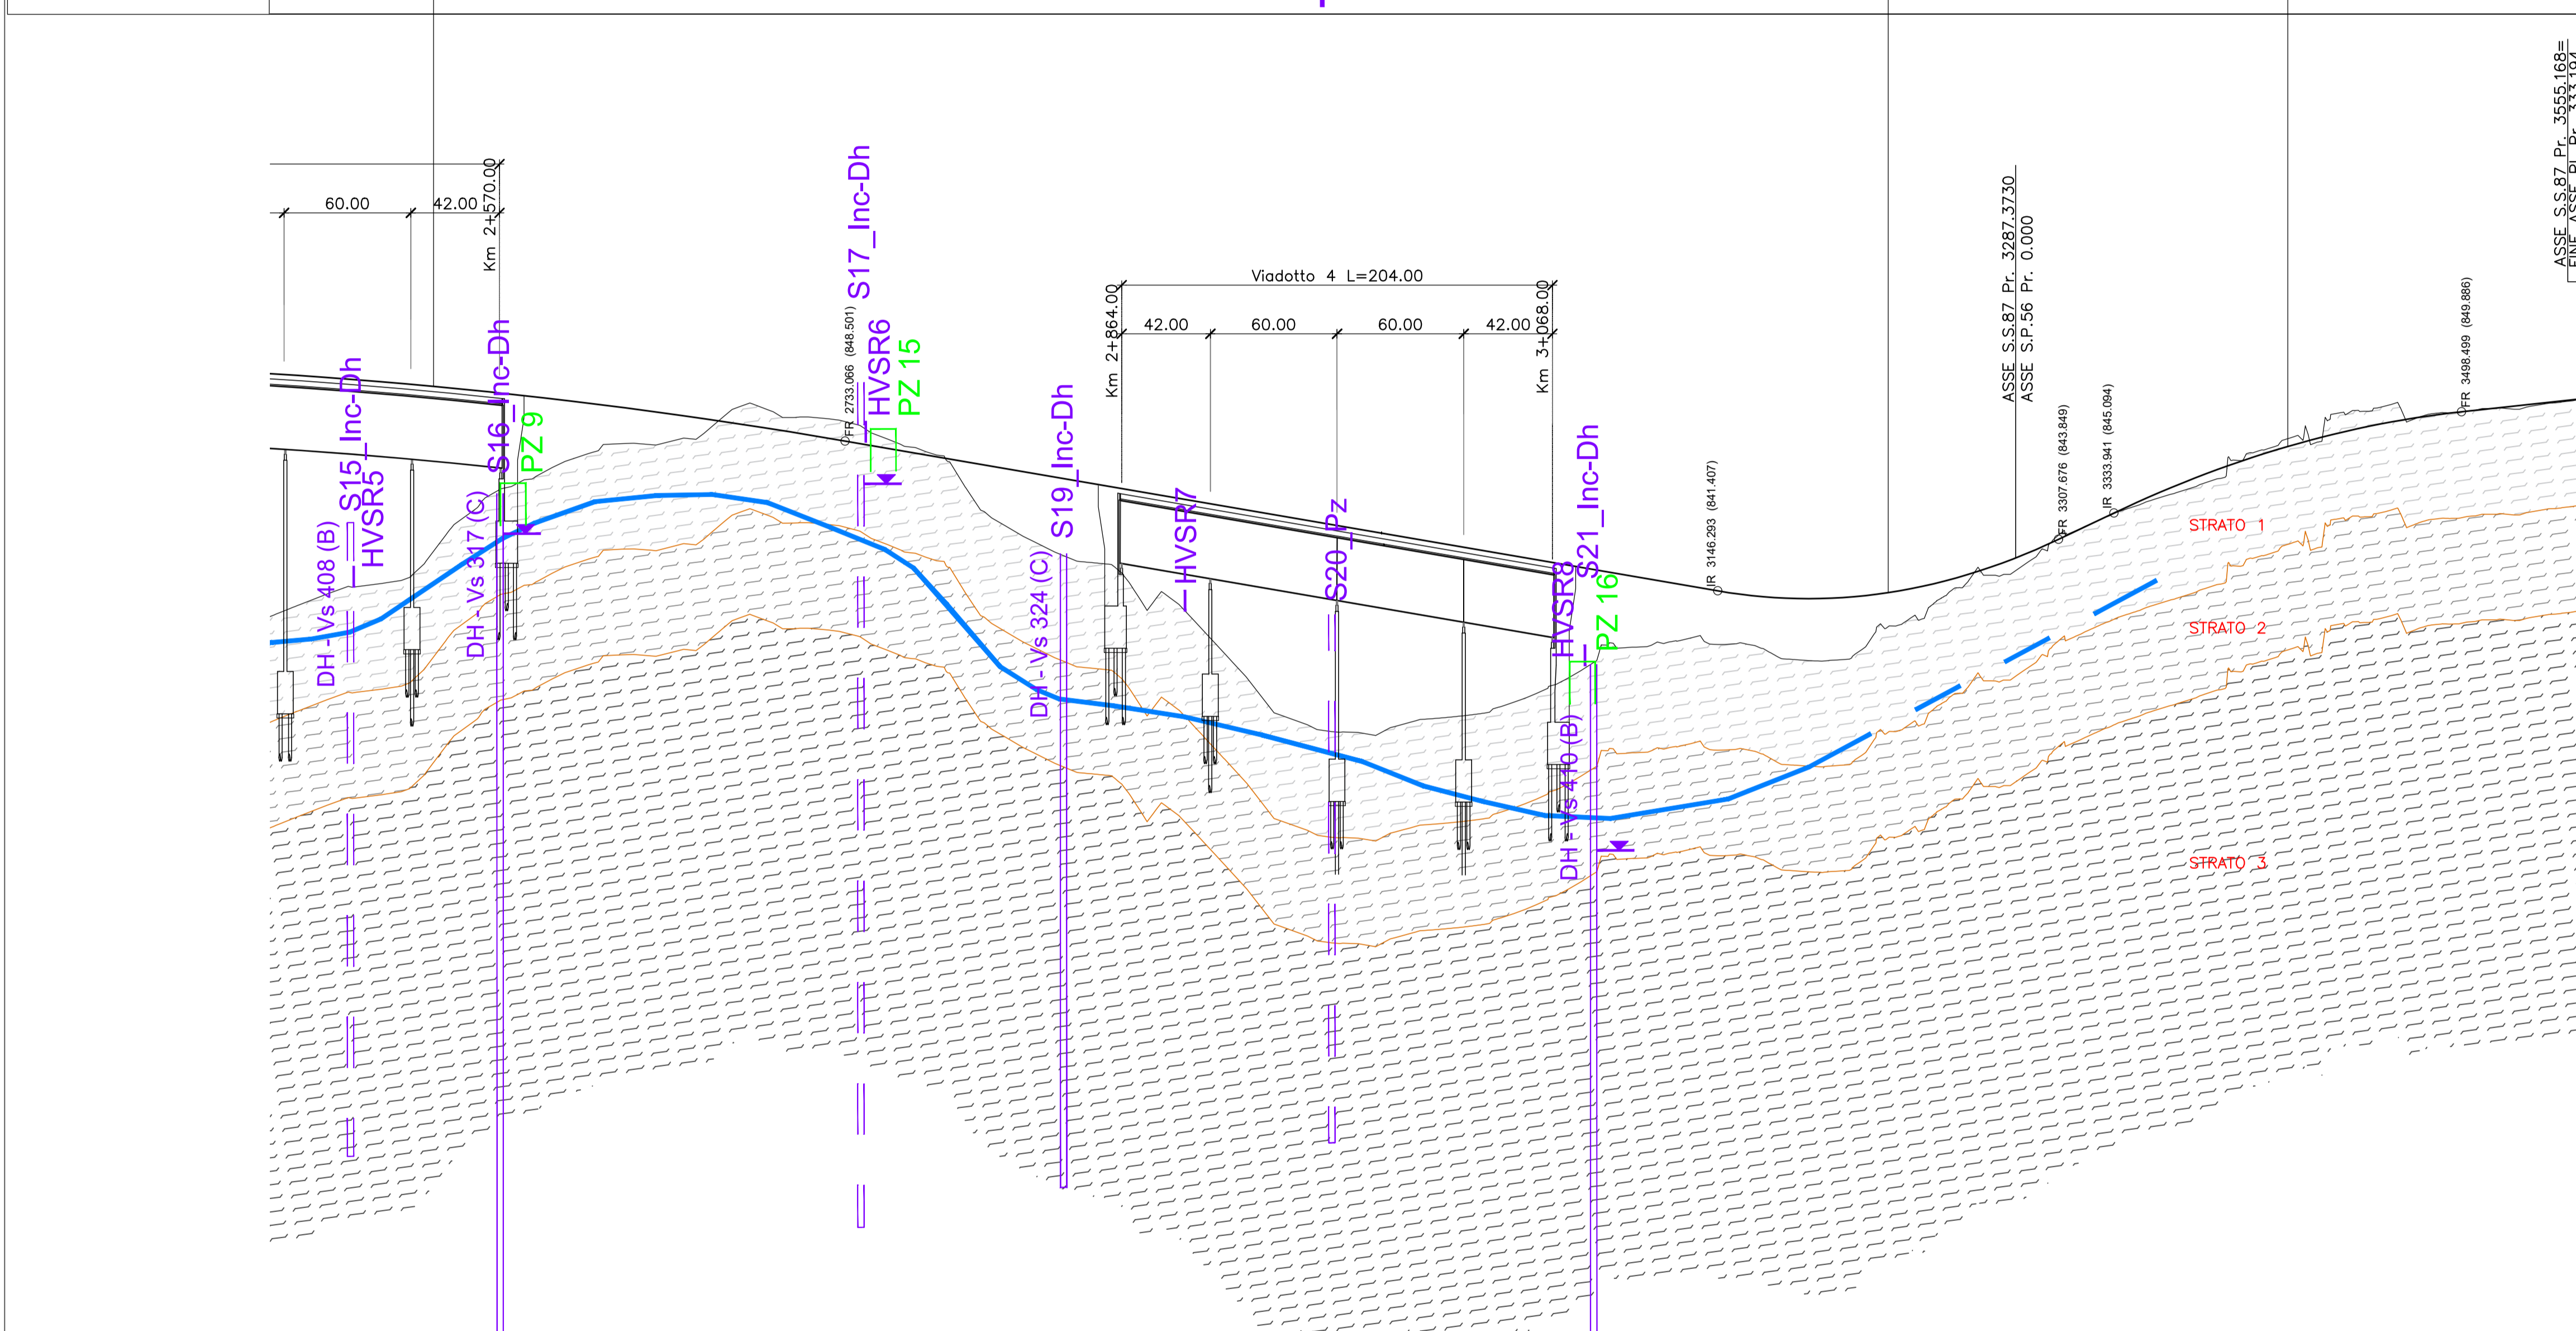 60.00
42.00
Km 2+570.00
S15_Inc-Dh
HVSR5
DH - Vs 408 (B)
S16_Inc-Dh
PZ 9
DH - Vs 317 (C)
S17_Inc-Dh
HVSR6
PZ 15
FR 2733.066 (848.501)
S19_Inc-Dh
DH - Vs 324 (C)
Viadotto 4 L=204.00
Km 2+864.00
42.00
60.00
60.00
42.00
Km 3+068.00
HVSR7
S20_Pz
HVSR8
S21_Inc-Dh
PZ 16
DH - Vs 410 (B)
IR 3146.293 (841.407)
ASSE S.S.87 Pr. 3287.3730
ASSE S.P.56 Pr. 0.000
FR 3307.676 (843.849)
IR 3333.941 (845.094)
FR 3498.499 (849.886)
ASSE S.S.87 Pr. 3555.168=
STRATO 1
STRATO 2
STRATO 3